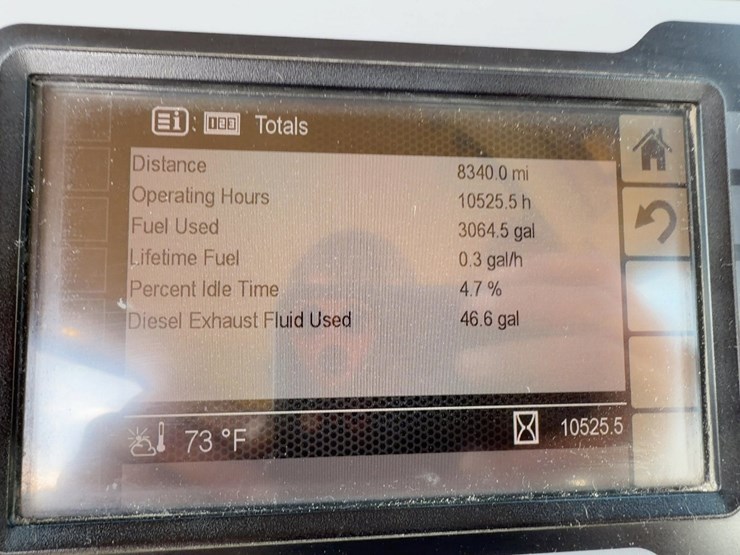 123 Totals
Distance 8340.0 mi
Operating Hours 10525.5 h
Fuel Used 3064.5 gal
Lifetime Fuel 0.3 gal/h
Percent Idle Time 4.7 %
Diesel Exhaust Fluid Used 46.6 gal
73 °F 10525.5